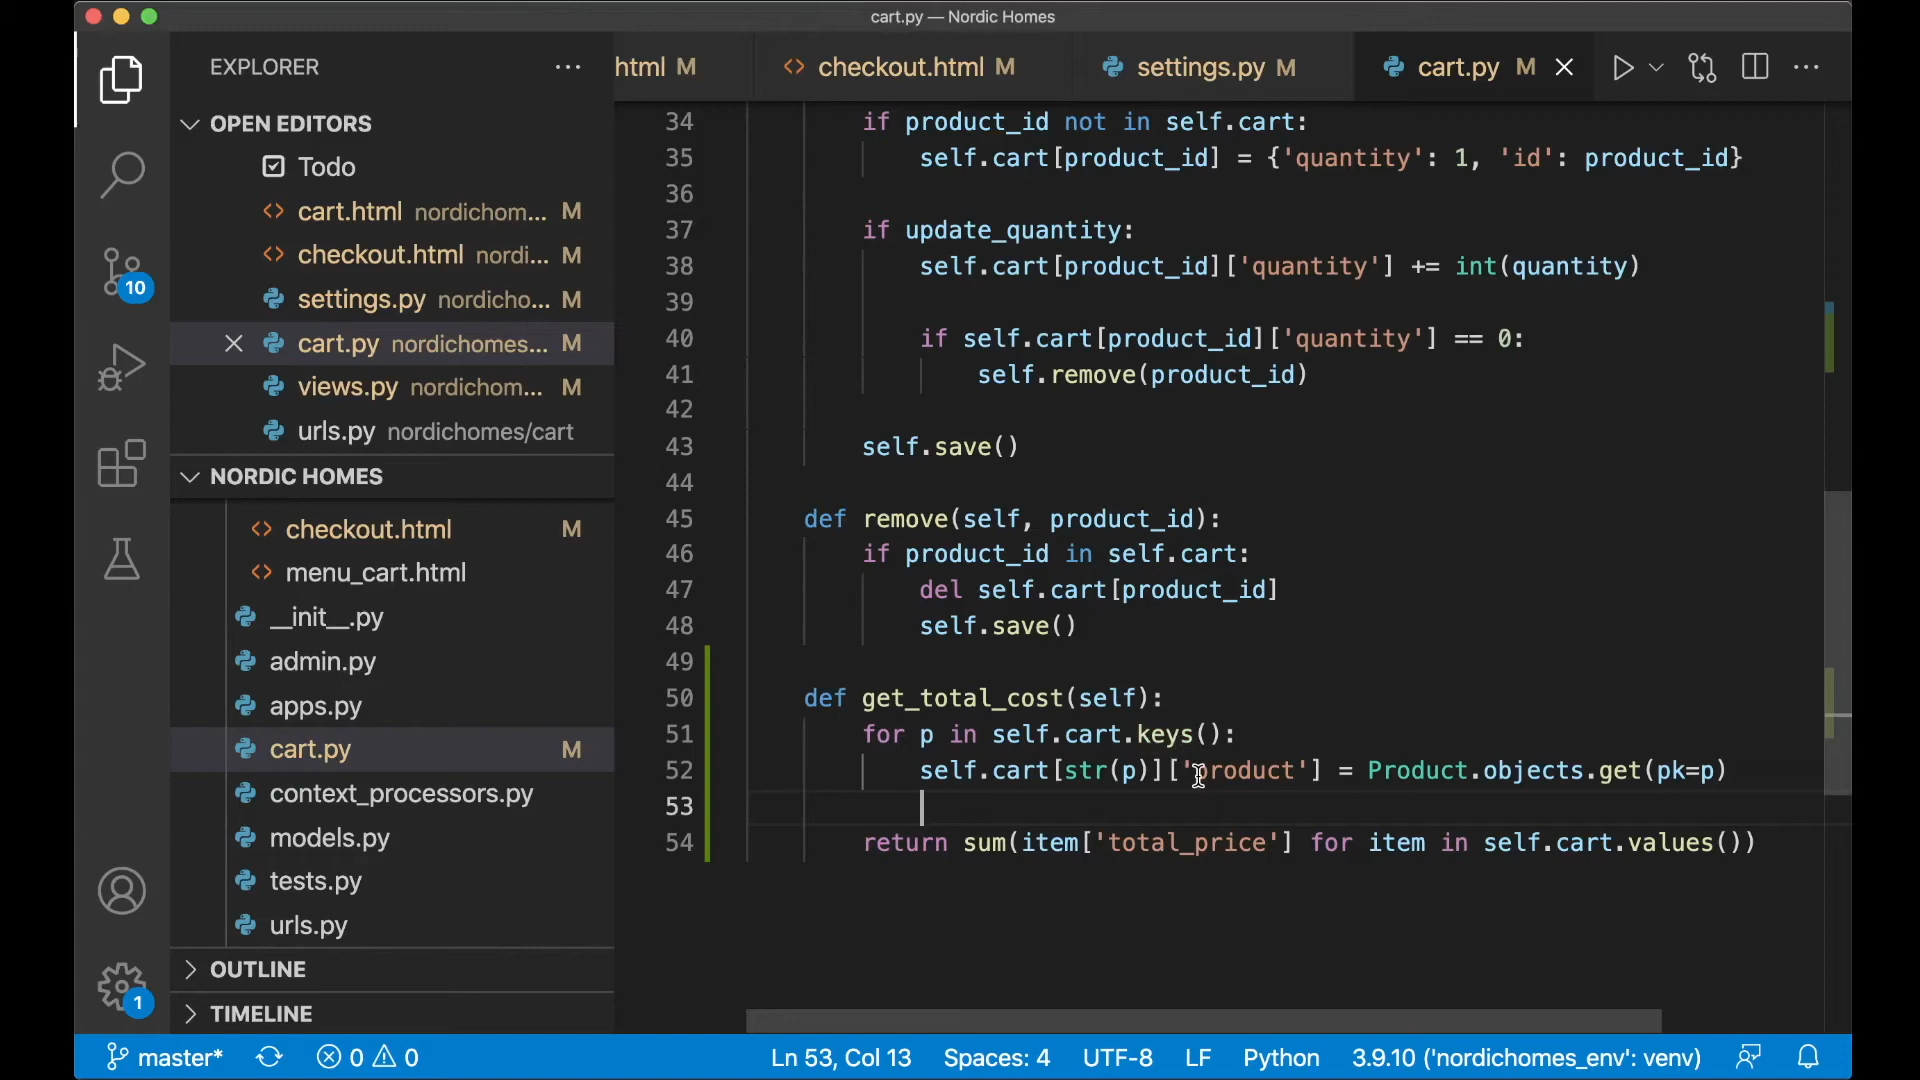 cart.py — Nordic Homes
EXPLORER
html M
checkout.html M
settings.py M
cart.py M
OPEN EDITORS
Todo
cart.html nordichom... M
checkout.html nordi... M
settings.py nordicho... M
cart.py nordichomes... M
views.py nordichom... M
urls.py nordichomes/cart
NORDIC HOMES
checkout.html M
menu_cart.html
__init__.py
admin.py
apps.py
cart.py M
context_processors.py
models.py
tests.py
urls.py
OUTLINE
TIMELINE
10
1
34 if product_id not in self.cart:
35 self.cart[product_id] = {'quantity': 1, 'id': product_id}
36
37 if update_quantity:
38 self.cart[product_id]['quantity'] += int(quantity)
39
40 if self.cart[product_id]['quantity'] == 0:
41 self.remove(product_id)
42
43 self.save()
44
45 def remove(self, product_id):
46 if product_id in self.cart:
47 del self.cart[product_id]
48 self.save()
49
50 def get_total_cost(self):
51 for p in self.cart.keys():
52 self.cart[str(p)]['product'] = Product.objects.get(pk=p)
53
54 return sum(item['total_price'] for item in self.cart.values())
master* 0 0 Ln 53, Col 13 Spaces: 4 UTF-8 LF Python 3.9.10 ('nordichomes_env': venv)